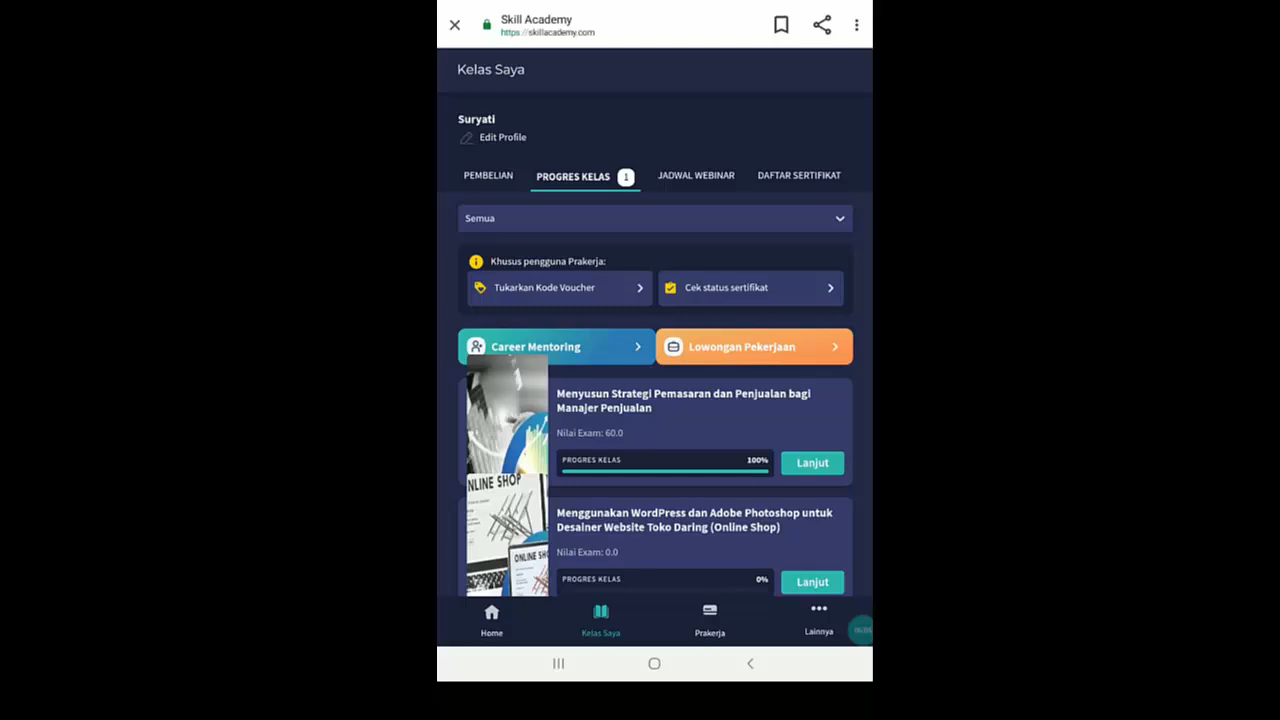 Skill Academy
https://skillacademy.com
Kelas Saya
Suryati
Edit Profile
PEMBELIAN
PROGRES KELAS 1
JADWAL WEBINAR
DAFTAR SERTIFIKAT
Semua
Khusus pengguna Prakerja:
Tukarkan Kode Voucher
Cek status sertifikat
Career Mentoring
Lowongan Pekerjaan
Menyusun Strategi Pemasaran dan Penjualan bagi
Manajer Penjualan
Nilai Exam: 60.0
PROGRES KELAS 100%
Lanjut
NLINE SHOP
ONLINE SHO
Menggunakan WordPress dan Adobe Photoshop untuk
Desainer Website Toko Daring (Online Shop)
Nilai Exam: 0.0
PROGRES KELAS 0%
Lanjut
Home
Kelas Saya
Prakerja
Lainnya